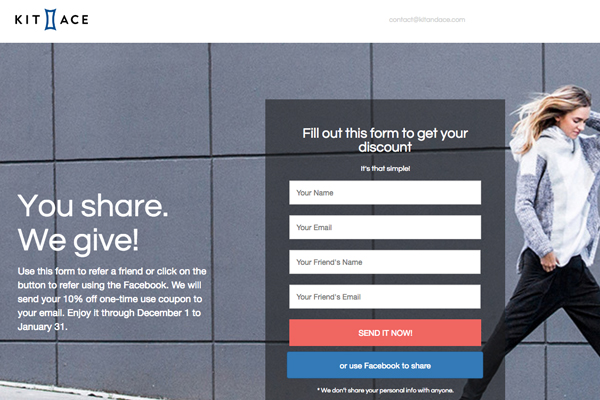 KIT ACE
contact@kitandace.com
Fill out this form to get your
discount
It's that simple!
Your Name
Your Email
Your Friend's Name
Your Friend's Email
SEND IT NOW!
or use Facebook to share
* We don't share your personal info with anyone.
You share.
We give!
Use this form to refer a friend or click on the
button to refer using the Facebook. We will
send your 10% off one-time use coupon to
your email. Enjoy it through December 1 to
January 31.